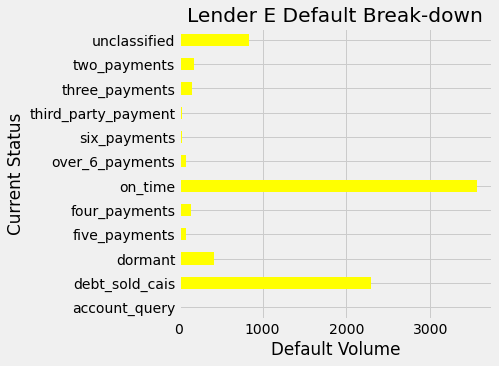 Lender E Default Break-down
Current Status
unclassified
two_payments
three_payments
third_party_payment
six_payments
over_6_payments
on_time
four_payments
five_payments
dormant
debt_sold_cais
account_query
0 1000 2000 3000
Default Volume